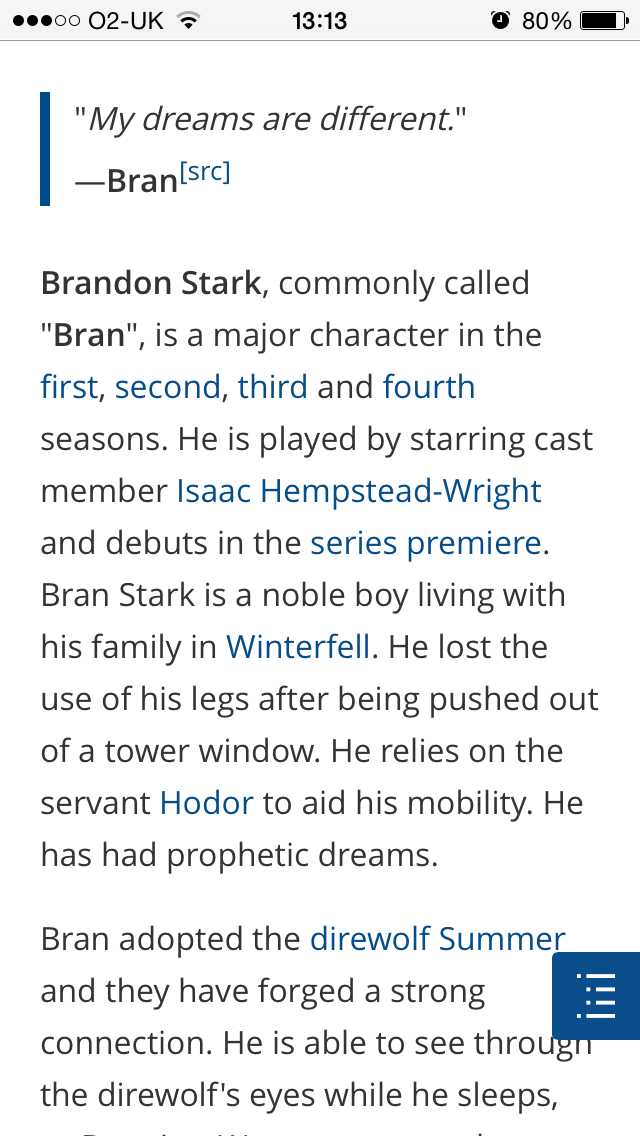 O2-UK 13:13 80%
"My dreams are different."
—Bran[src]
Brandon Stark, commonly called
"Bran", is a major character in the
first, second, third and fourth
seasons. He is played by starring cast
member Isaac Hempstead-Wright
and debuts in the series premiere.
Bran Stark is a noble boy living with
his family in Winterfell. He lost the
use of his legs after being pushed out
of a tower window. He relies on the
servant Hodor to aid his mobility. He
has had prophetic dreams.
Bran adopted the direwolf Summer
and they have forged a strong
connection. He is able to see through
the direwolf's eyes while he sleeps,